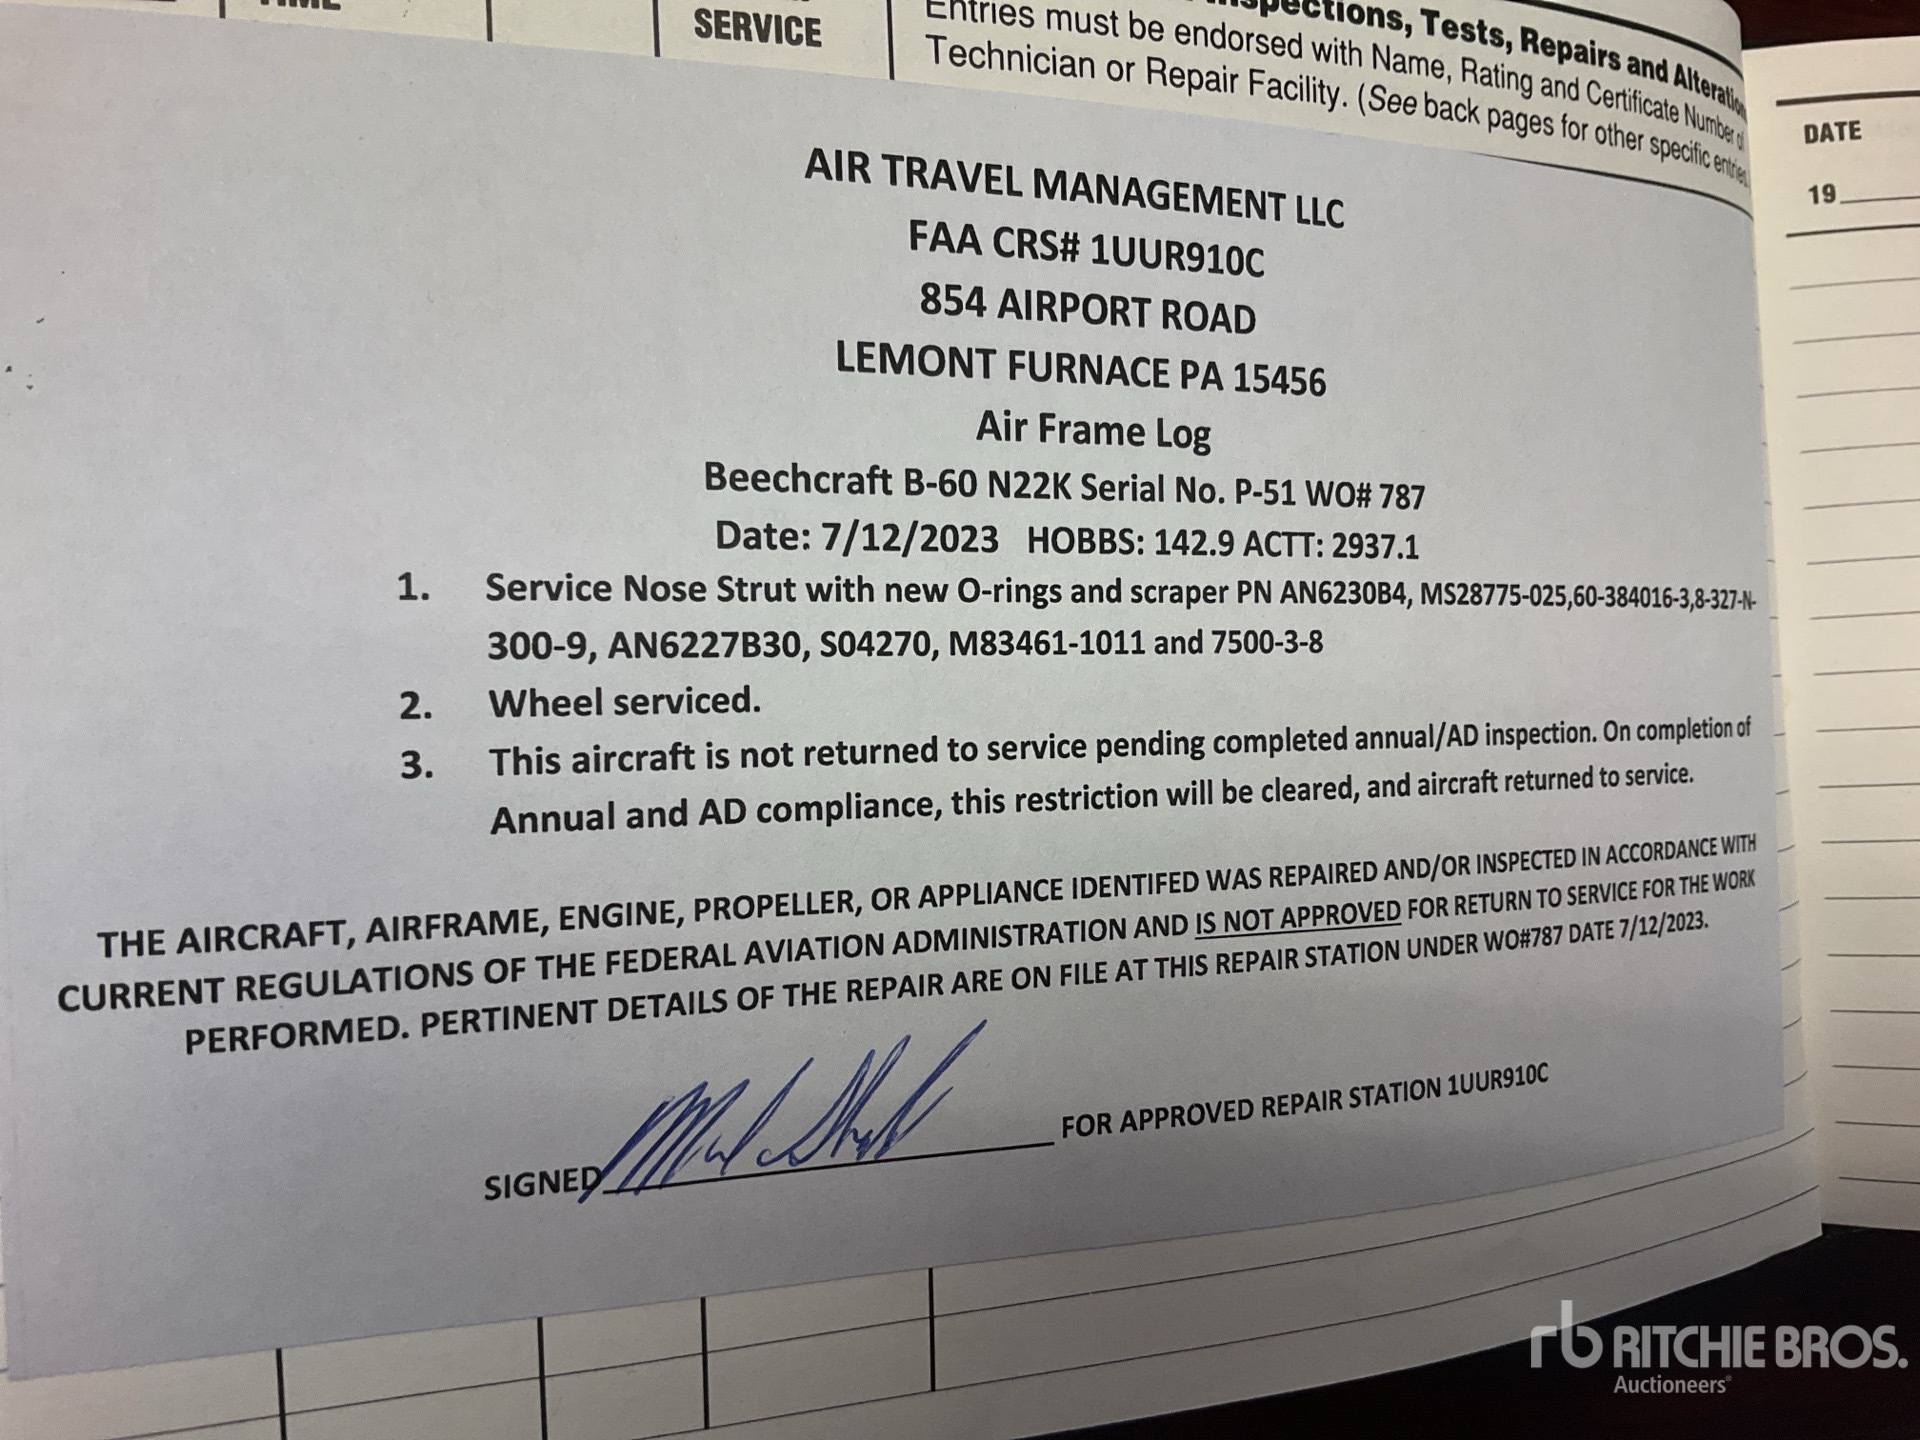 SERVICE
Inspections, Tests, Repairs and Alterations
Entries must be endorsed with Name, Rating and Certificate Number of
Technician or Repair Facility. (See back pages for other specific entries
DATE
19
AIR TRAVEL MANAGEMENT LLC
FAA CRS# 1UUR910C
854 AIRPORT ROAD
LEMONT FURNACE PA 15456
Air Frame Log
Beechcraft B-60 N22K Serial No. P-51 WO# 787
Date: 7/12/2023 HOBBS: 142.9 ACTT: 2937.1
1. Service Nose Strut with new O-rings and scraper PN AN6230B4, MS28775-025,60-384016-3,8-327-N-
300-9, AN6227B30, S04270, M83461-1011 and 7500-3-8
2. Wheel serviced.
3. This aircraft is not returned to service pending completed annual/AD inspection. On completion of
Annual and AD compliance, this restriction will be cleared, and aircraft returned to service.
THE AIRCRAFT, AIRFRAME, ENGINE, PROPELLER, OR APPLIANCE IDENTIFED WAS REPAIRED AND/OR INSPECTED IN ACCORDANCE WITH
CURRENT REGULATIONS OF THE FEDERAL AVIATION ADMINISTRATION AND IS NOT APPROVED FOR RETURN TO SERVICE FOR THE WORK
PERFORMED. PERTINENT DETAILS OF THE REPAIR ARE ON FILE AT THIS REPAIR STATION UNDER WO#787 DATE 7/12/2023.
SIGNED FOR APPROVED REPAIR STATION 1UUR910C
rb RITCHIE BROS.
Auctioneers